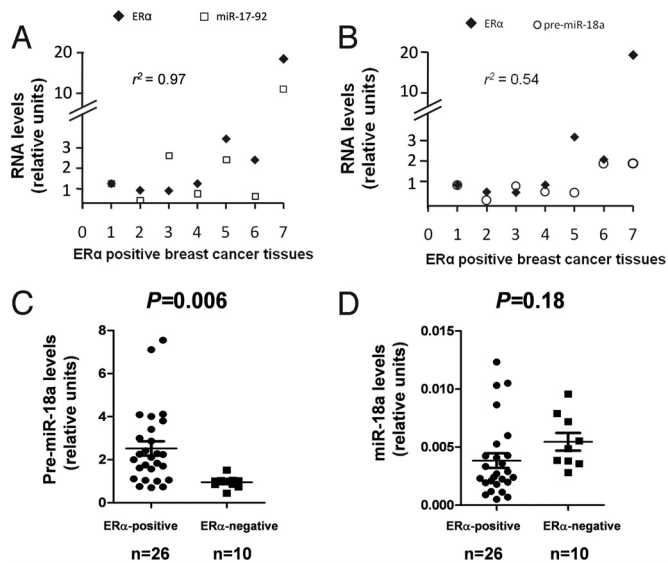 A
ERα
miR-17-92
r² = 0.97
RNA levels
(relative units)
20
10
3
2
1
0 1 2 3 4 5 6 7
ERα positive breast cancer tissues
B
ERα
pre-miR-18a
r² = 0.54
RNA levels
(relative units)
20
10
3
2
1
0 1 2 3 4 5 6 7
ERα positive breast cancer tissues
C
P=0.006
Pre-miR-18a levels
(relative units)
8
6
4
2
0
ERα-positive ERα-negative
n=26 n=10
D
P=0.18
miR-18a levels
(relative units)
0.015
0.010
0.005
0.000
ERα-positive ERα-negative
n=26 n=10